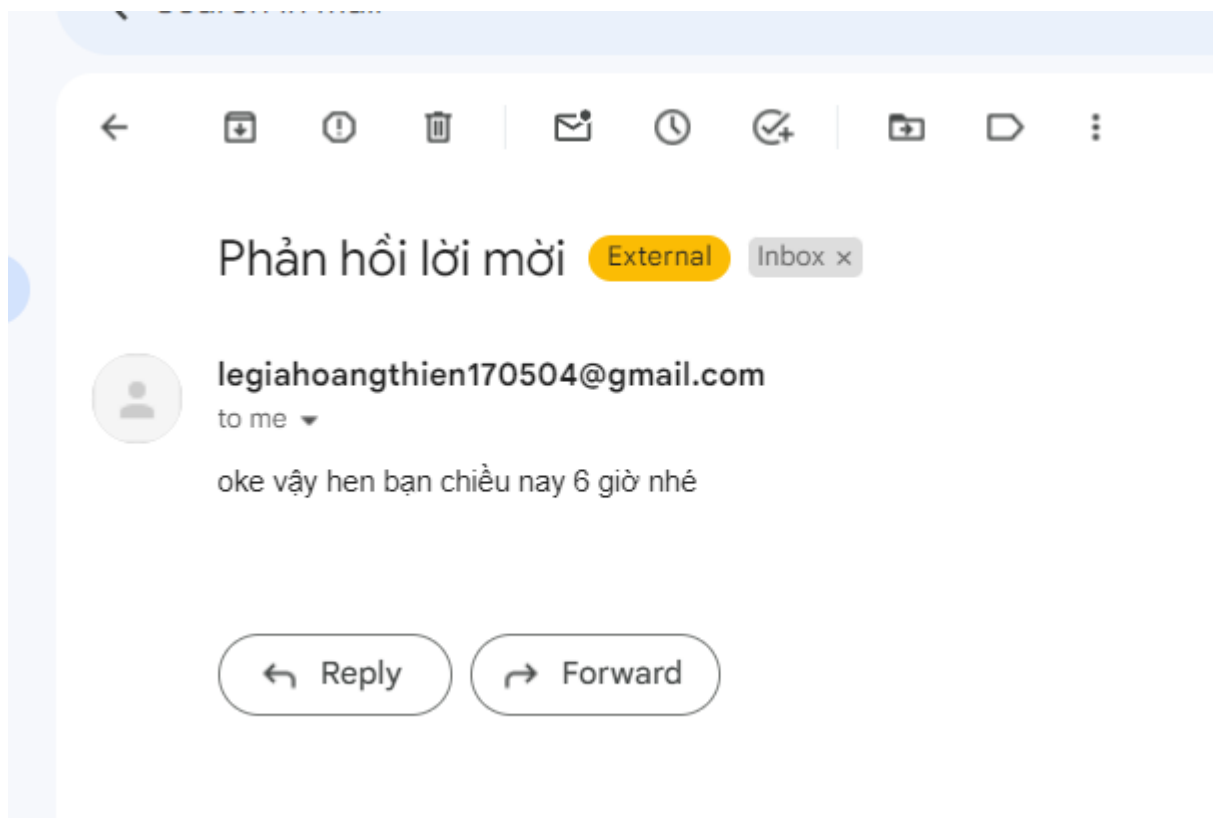 Phản hồi lời mời External Inbox ×
legiahoangthien170504@gmail.com
to me
oke vậy hen bạn chiều nay 6 giờ nhé
Reply Forward